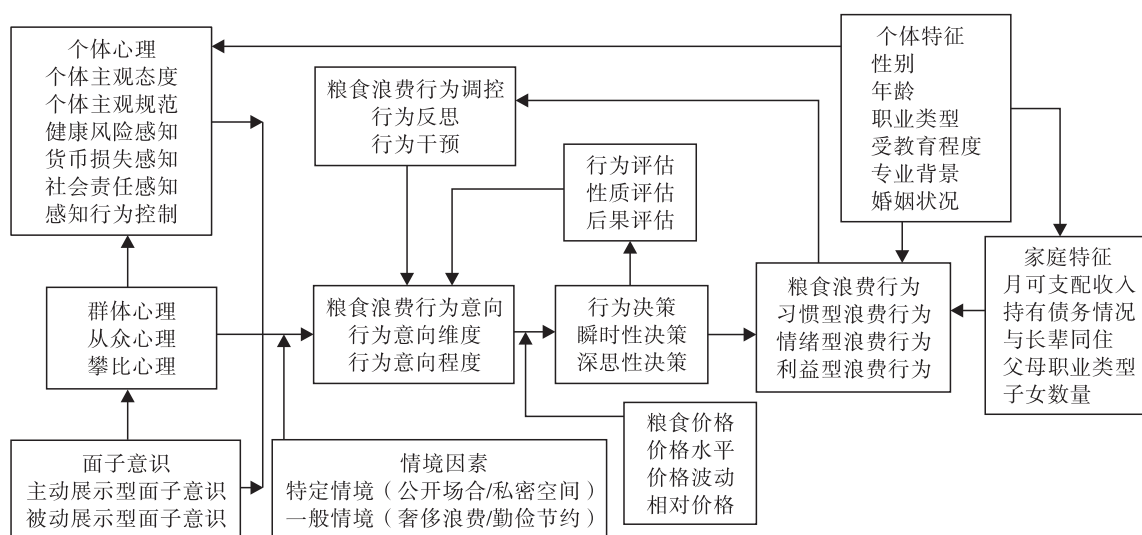 个体心理
个体主观态度
个体主观规范
健康风险感知
货币损失感知
社会责任感知
感知行为控制
粮食浪费行为调控
行为反思
行为干预
个体特征
性别
年龄
职业类型
受教育程度
专业背景
婚姻状况
行为评估
性质评估
后果评估
群体心理
从众心理
攀比心理
粮食浪费行为意向
行为意向维度
行为意向程度
行为决策
瞬时性决策
深思性决策
粮食浪费行为
习惯型浪费行为
情绪型浪费行为
利益型浪费行为
家庭特征
月可支配收入
持有债务情况
与长辈同住
父母职业类型
子女数量
面子意识
主动展示型面子意识
被动展示型面子意识
情境因素
特定情境（公开场合/私密空间）
一般情境（奢侈浪费/勤俭节约）
粮食价格
价格水平
价格波动
相对价格